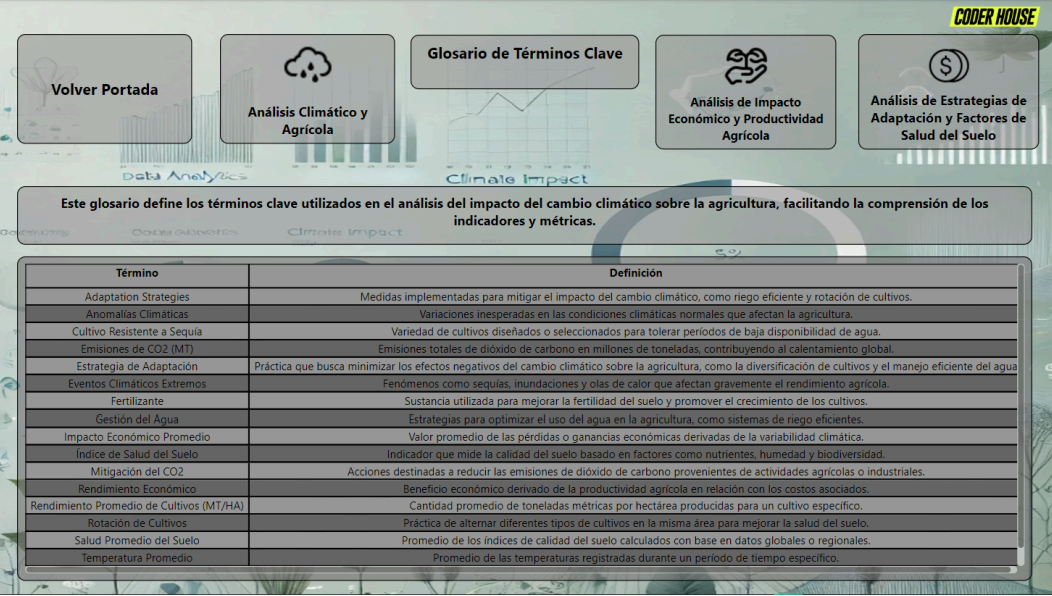 CODER HOUSE
Volver Portada
Análisis Climático y
Agrícola
Glosario de Términos Clave
Análisis de Impacto
Económico y Productividad
Agrícola
Análisis de Estrategias de
Adaptación y Factores de
Salud del Suelo
Data
Climate Impact
Climate Impact
Este glosario define los términos clave utilizados en el análisis del impacto del cambio climático sobre la agricultura, facilitando la comprensión de los
indicadores y métricas.
Término Definición
Adaptation Strategies Medidas implementadas para mitigar el impacto del cambio climático, como riego eficiente y rotación de cultivos.
Anomalías Climáticas Variaciones inesperadas en las condiciones climáticas normales que afectan la agricultura.
Cultivo Resistente a Sequía Variedad de cultivos diseñados o seleccionados para tolerar períodos de baja disponibilidad de agua.
Emisiones de CO2 (MT) Emisiones totales de dióxido de carbono en millones de toneladas, contribuyendo al calentamiento global.
Estrategia de Adaptación Práctica que busca minimizar los efectos negativos del cambio climático sobre la agricultura, como la diversificación de cultivos y el manejo eficiente del agua
Eventos Climáticos Extremos Fenómenos como sequías, inundaciones y olas de calor que afectan gravemente el rendimiento agrícola.
Fertilizante Sustancia utilizada para mejorar la fertilidad del suelo y promover el crecimiento de los cultivos.
Gestión del Agua Estrategias para optimizar el uso del agua en la agricultura, como sistemas de riego eficientes.
Impacto Económico Promedio Valor promedio de las pérdidas o ganancias económicas derivadas de la variabilidad climática.
Índice de Salud del Suelo Indicador que mide la calidad del suelo basado en factores como nutrientes, humedad y biodiversidad.
Mitigación del CO2 Acciones destinadas a reducir las emisiones de dióxido de carbono provenientes de actividades agrícolas o industriales.
Rendimiento Económico Beneficio económico derivado de la productividad agrícola en relación con los costos asociados.
Rendimiento Promedio de Cultivos (MT/HA) Cantidad promedio de toneladas métricas por hectárea producidas para un cultivo específico.
Rotación de Cultivos Práctica de alternar diferentes tipos de cultivos en la misma área para mejorar la salud del suelo.
Salud Promedio del Suelo Promedio de los índices de calidad del suelo calculados con base en datos globales o regionales.
Temperatura Promedio Promedio de las temperaturas registradas durante un período de tiempo específico.